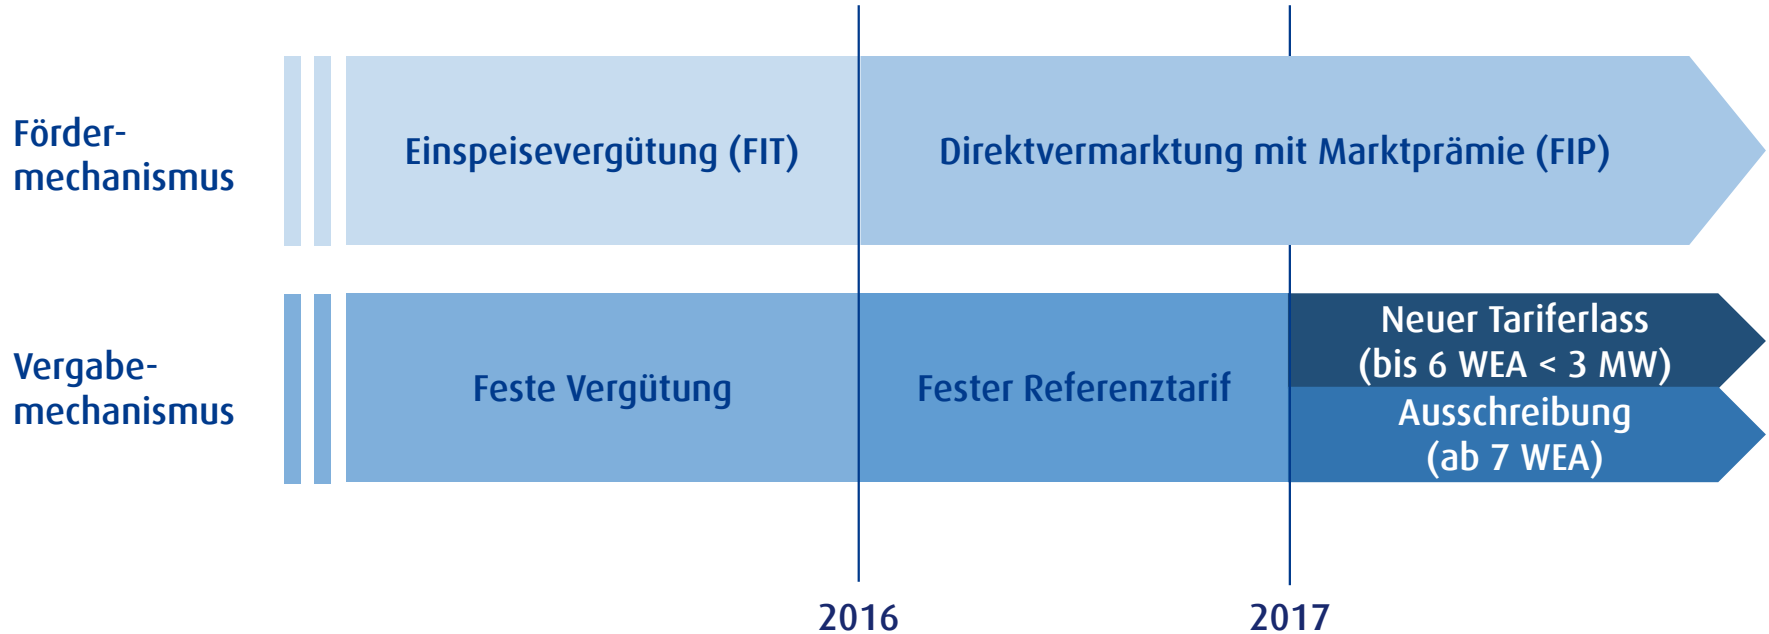 Förder-
mechanismus
Einspeisevergütung (FIT)
Direktvermarktung mit Marktprämie (FIP)
Vergabe-
mechanismus
Feste Vergütung
Fester Referenztarif
Neuer Tariferlass
(bis 6 WEA < 3 MW)
Ausschreibung
(ab 7 WEA)
2016
2017